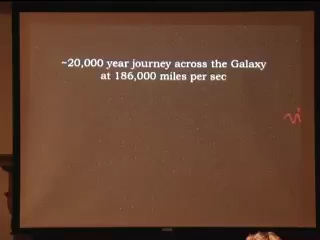 ~20,000 year journey across the Galaxy
at 186,000 miles per sec